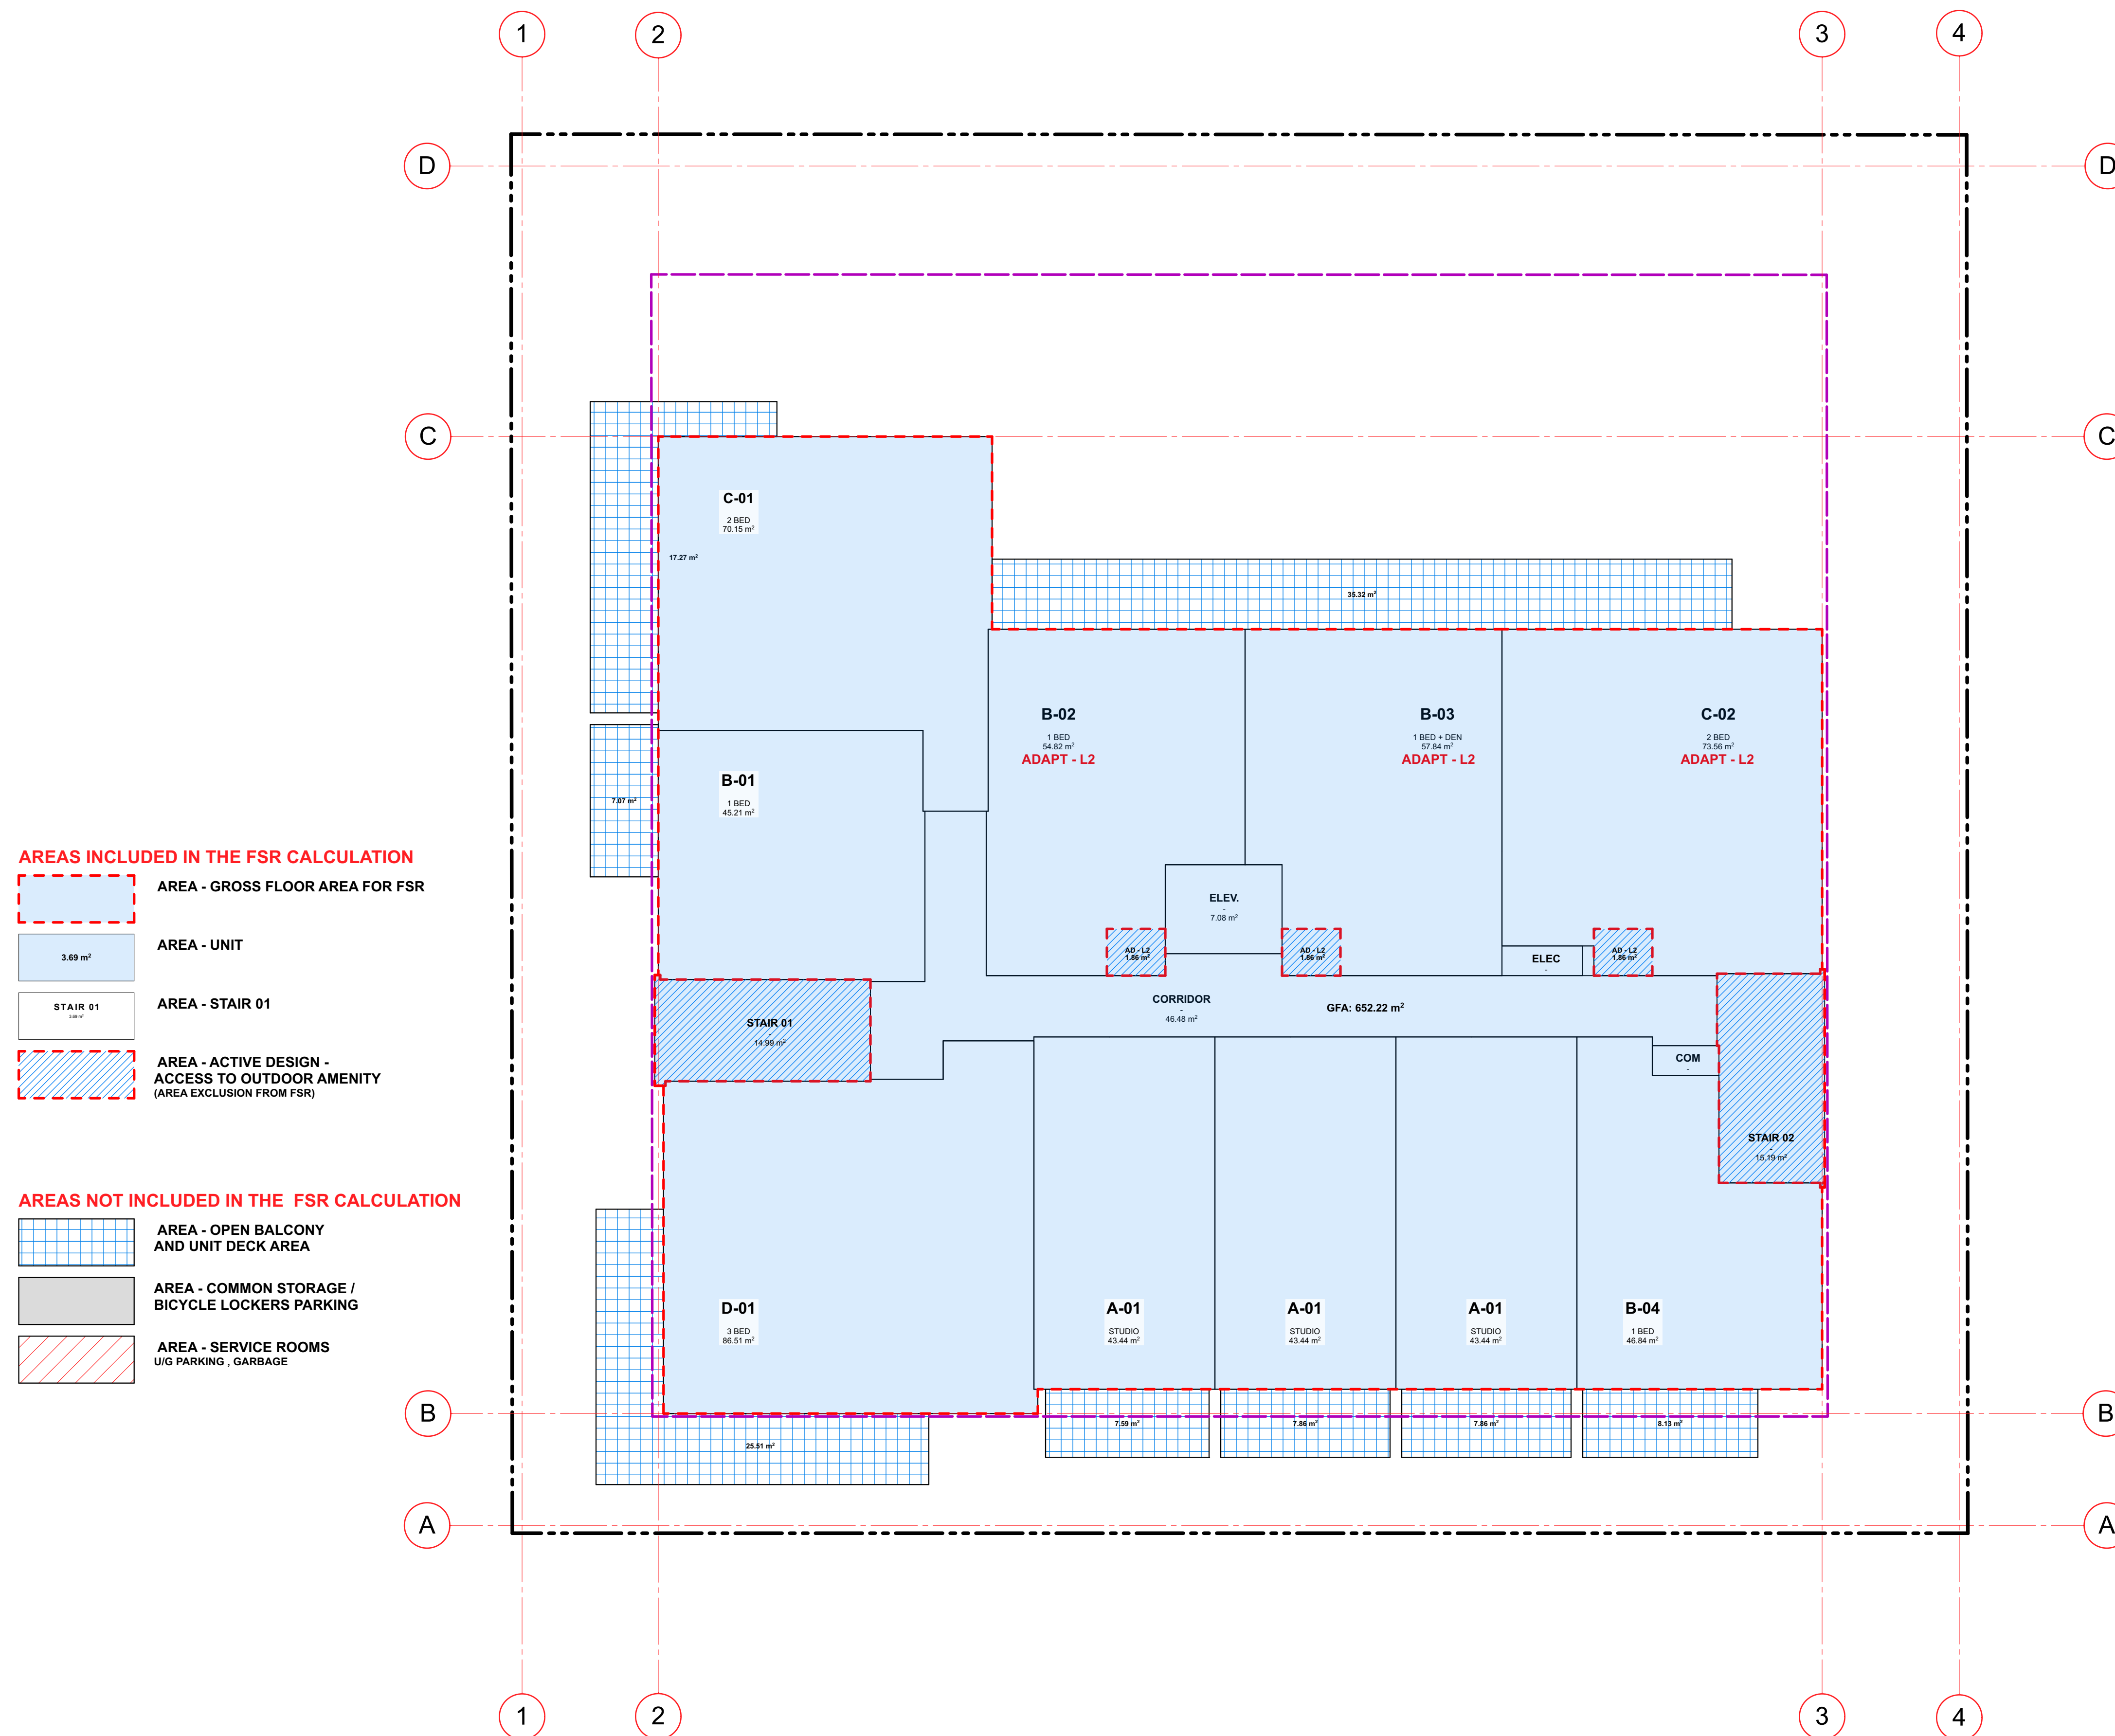 1
2
3
4
D
D
C
C
C-01
2 BED
70.15 m²
17.27 m²
35.32 m²
B-02
1 BED
54.82 m²
ADAPT - L2
B-03
1 BED + DEN
57.84 m²
ADAPT - L2
C-02
2 BED
73.56 m²
ADAPT - L2
B-01
1 BED
45.21 m²
7.07 m²
ELEV.
-
7.08 m²
AD - L2
1.86 m²
AD - L2
1.86 m²
AD - L2
1.86 m²
ELEC
-
CORRIDOR
-
46.48 m²
GFA: 652.22 m²
STAIR 01
-
14.99 m²
COM
-
STAIR 02
-
15.19 m²
D-01
3 BED
86.51 m²
A-01
STUDIO
43.44 m²
A-01
STUDIO
43.44 m²
A-01
STUDIO
43.44 m²
B-04
1 BED
46.84 m²
25.51 m²
7.59 m²
7.86 m²
7.86 m²
8.13 m²
B
B
A
A
1
2
3
4
AREAS INCLUDED IN THE FSR CALCULATION
AREA - GROSS FLOOR AREA FOR FSR
3.69 m²
AREA - UNIT
STAIR 01
3.69 m²
AREA - STAIR 01
AREA - ACTIVE DESIGN -
ACCESS TO OUTDOOR AMENITY
(AREA EXCLUSION FROM FSR)
AREAS NOT INCLUDED IN THE FSR CALCULATION
AREA - OPEN BALCONY
AND UNIT DECK AREA
AREA - COMMON STORAGE /
BICYCLE LOCKERS PARKING
AREA - SERVICE ROOMS
U/G PARKING , GARBAGE